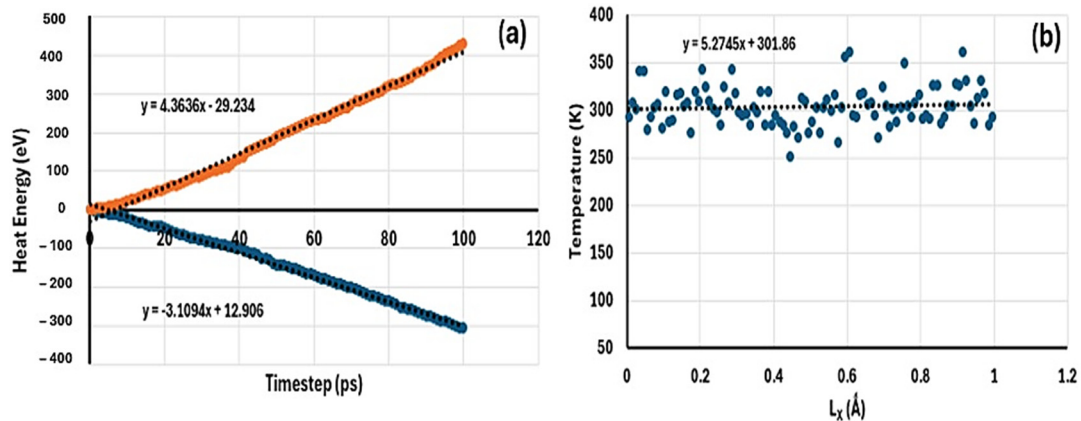 (a)
500
400
300
200
100
0
– 100
– 200
– 300
– 400
Heat Energy (eV)
y = 4.3636x - 29.234
y = -3.1094x + 12.906
0 20 40 60 80 100 120
Timestep (ps)
(b)
400
350
300
250
200
150
100
50
Temperature (K)
y = 5.2745x + 301.86
0 0.2 0.4 0.6 0.8 1 1.2
Lₓ (Å)